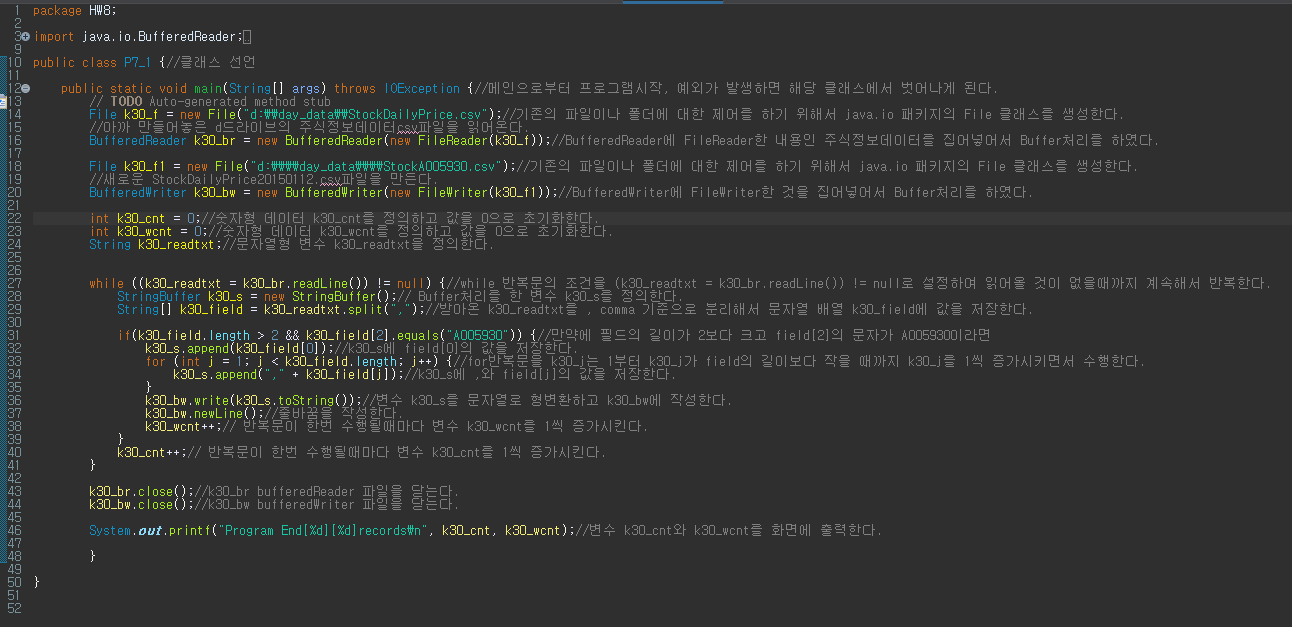 1 package HW8;
2
3 import java.io.BufferedReader;
9
10 public class P7_1 {//클래스 선언
11
12 public static void main(String[] args) throws IOException {//메인으로부터 프로그램시작, 예외가 발생하면 해당 클래스에서 벗어나게 된다.
13 // TODO Auto-generated method stub
14 File k30_f = new File("d:₩₩day_data₩₩StockDailyPrice.csv");//기존의 파일이나 폴더에 대한 제어를 하기 위해서 java.io 패키지의 File 클래스를 생성한다.
15 //아까 만들어놓은 d드라이브의 주식정보데이터csv파일을 읽어온다.
16 BufferedReader k30_br = new BufferedReader(new FileReader(k30_f));//BufferedReader에 FileReader한 내용인 주식정보데이터를 집어넣어서 Buffer처리를 하였다.
17
18 File k30_f1 = new File("d:₩₩₩₩day_data₩₩₩₩StockA005930.csv");//기존의 파일이나 폴더에 대한 제어를 하기 위해서 java.io 패키지의 File 클래스를 생성한다
19 //새로운 StockDailyPrice20150112.csv파일을 만든다.
20 BufferedWriter k30_bw = new BufferedWriter(new FileWriter(k30_f1));//BufferedWriter에 FileWriter한 것을 집어넣어서 Buffer처리를 하였다.
21
22 int k30_cnt = 0;//숫자형 데이터 k30_cnt를 정의하고 값을 0으로 초기화한다.
23 int k30_wcnt = 0;//숫자형 데이터 k30_wcnt를 정의하고 값을 0으로 초기화한다.
24 String k30_readtxt;//문자열형 변수 k30_readtxt을 정의한다.
25
26
27 while ((k30_readtxt = k30_br.readLine()) != null) {//while 반복문의 조건을 (k30_readtxt = k30_br.readLine()) != null로 설정하며 읽어올 것이 없을때까지 계속해서 반복한다.
28 StringBuffer k30_s = new StringBuffer();// Buffer처리를 한 변수 k30_s를 정의한다.
29 String[] k30_field = k30_readtxt.split(",");//받아온 k30_readtxt를 , comma 기준으로 분리해서 문자열 배열 k30_field에 값을 저장한다.
30
31 if(k30_field.length > 2 && k30_field[2].equals("A005930")) {//만약에 필드의 길이가 2보다 크고 field[2]의 문자가 A005930이라면
32 k30_s.append(k30_field[0]);//k30_s에 field[0]의 값을 저장한다.
33 for (int j = 1; j < k30_field.length; j++) {//for반복문을 k30_j는 1부터 k30_j가 field의 길이보다 작을 때까지 k30_j를 1씩 증가시키면서 수행한다.
34 k30_s.append("," + k30_field[j]);//k30_s에 ,와 field[j]의 값을 저장한다.
35 }
36 k30_bw.write(k30_s.toString());//변수 k30_s를 문자열로 형변환하고 k30_bw에 작성한다.
37 k30_bw.newLine();//줄바꿈을 작성한다.
38 k30_wcnt++;// 반복문이 한번 수행될때마다 변수 k30_wcnt를 1씩 증가시킨다.
39 }
40 k30_cnt++;// 반복문이 한번 수행될때마다 변수 k30_cnt를 1씩 증가시킨다.
41 }
42
43 k30_br.close();//k30_br bufferedReader 파일을 닫는다.
44 k30_bw.close();//k30_bw bufferedWriter 파일을 닫는다.
45
46 System.out.printf("Program End[%d][%d]records₩n", k30_cnt, k30_wcnt);//변수 k30_cnt와 k30_wcnt를 화면에 출력한다.
47
48 }
49
50 }
51
52